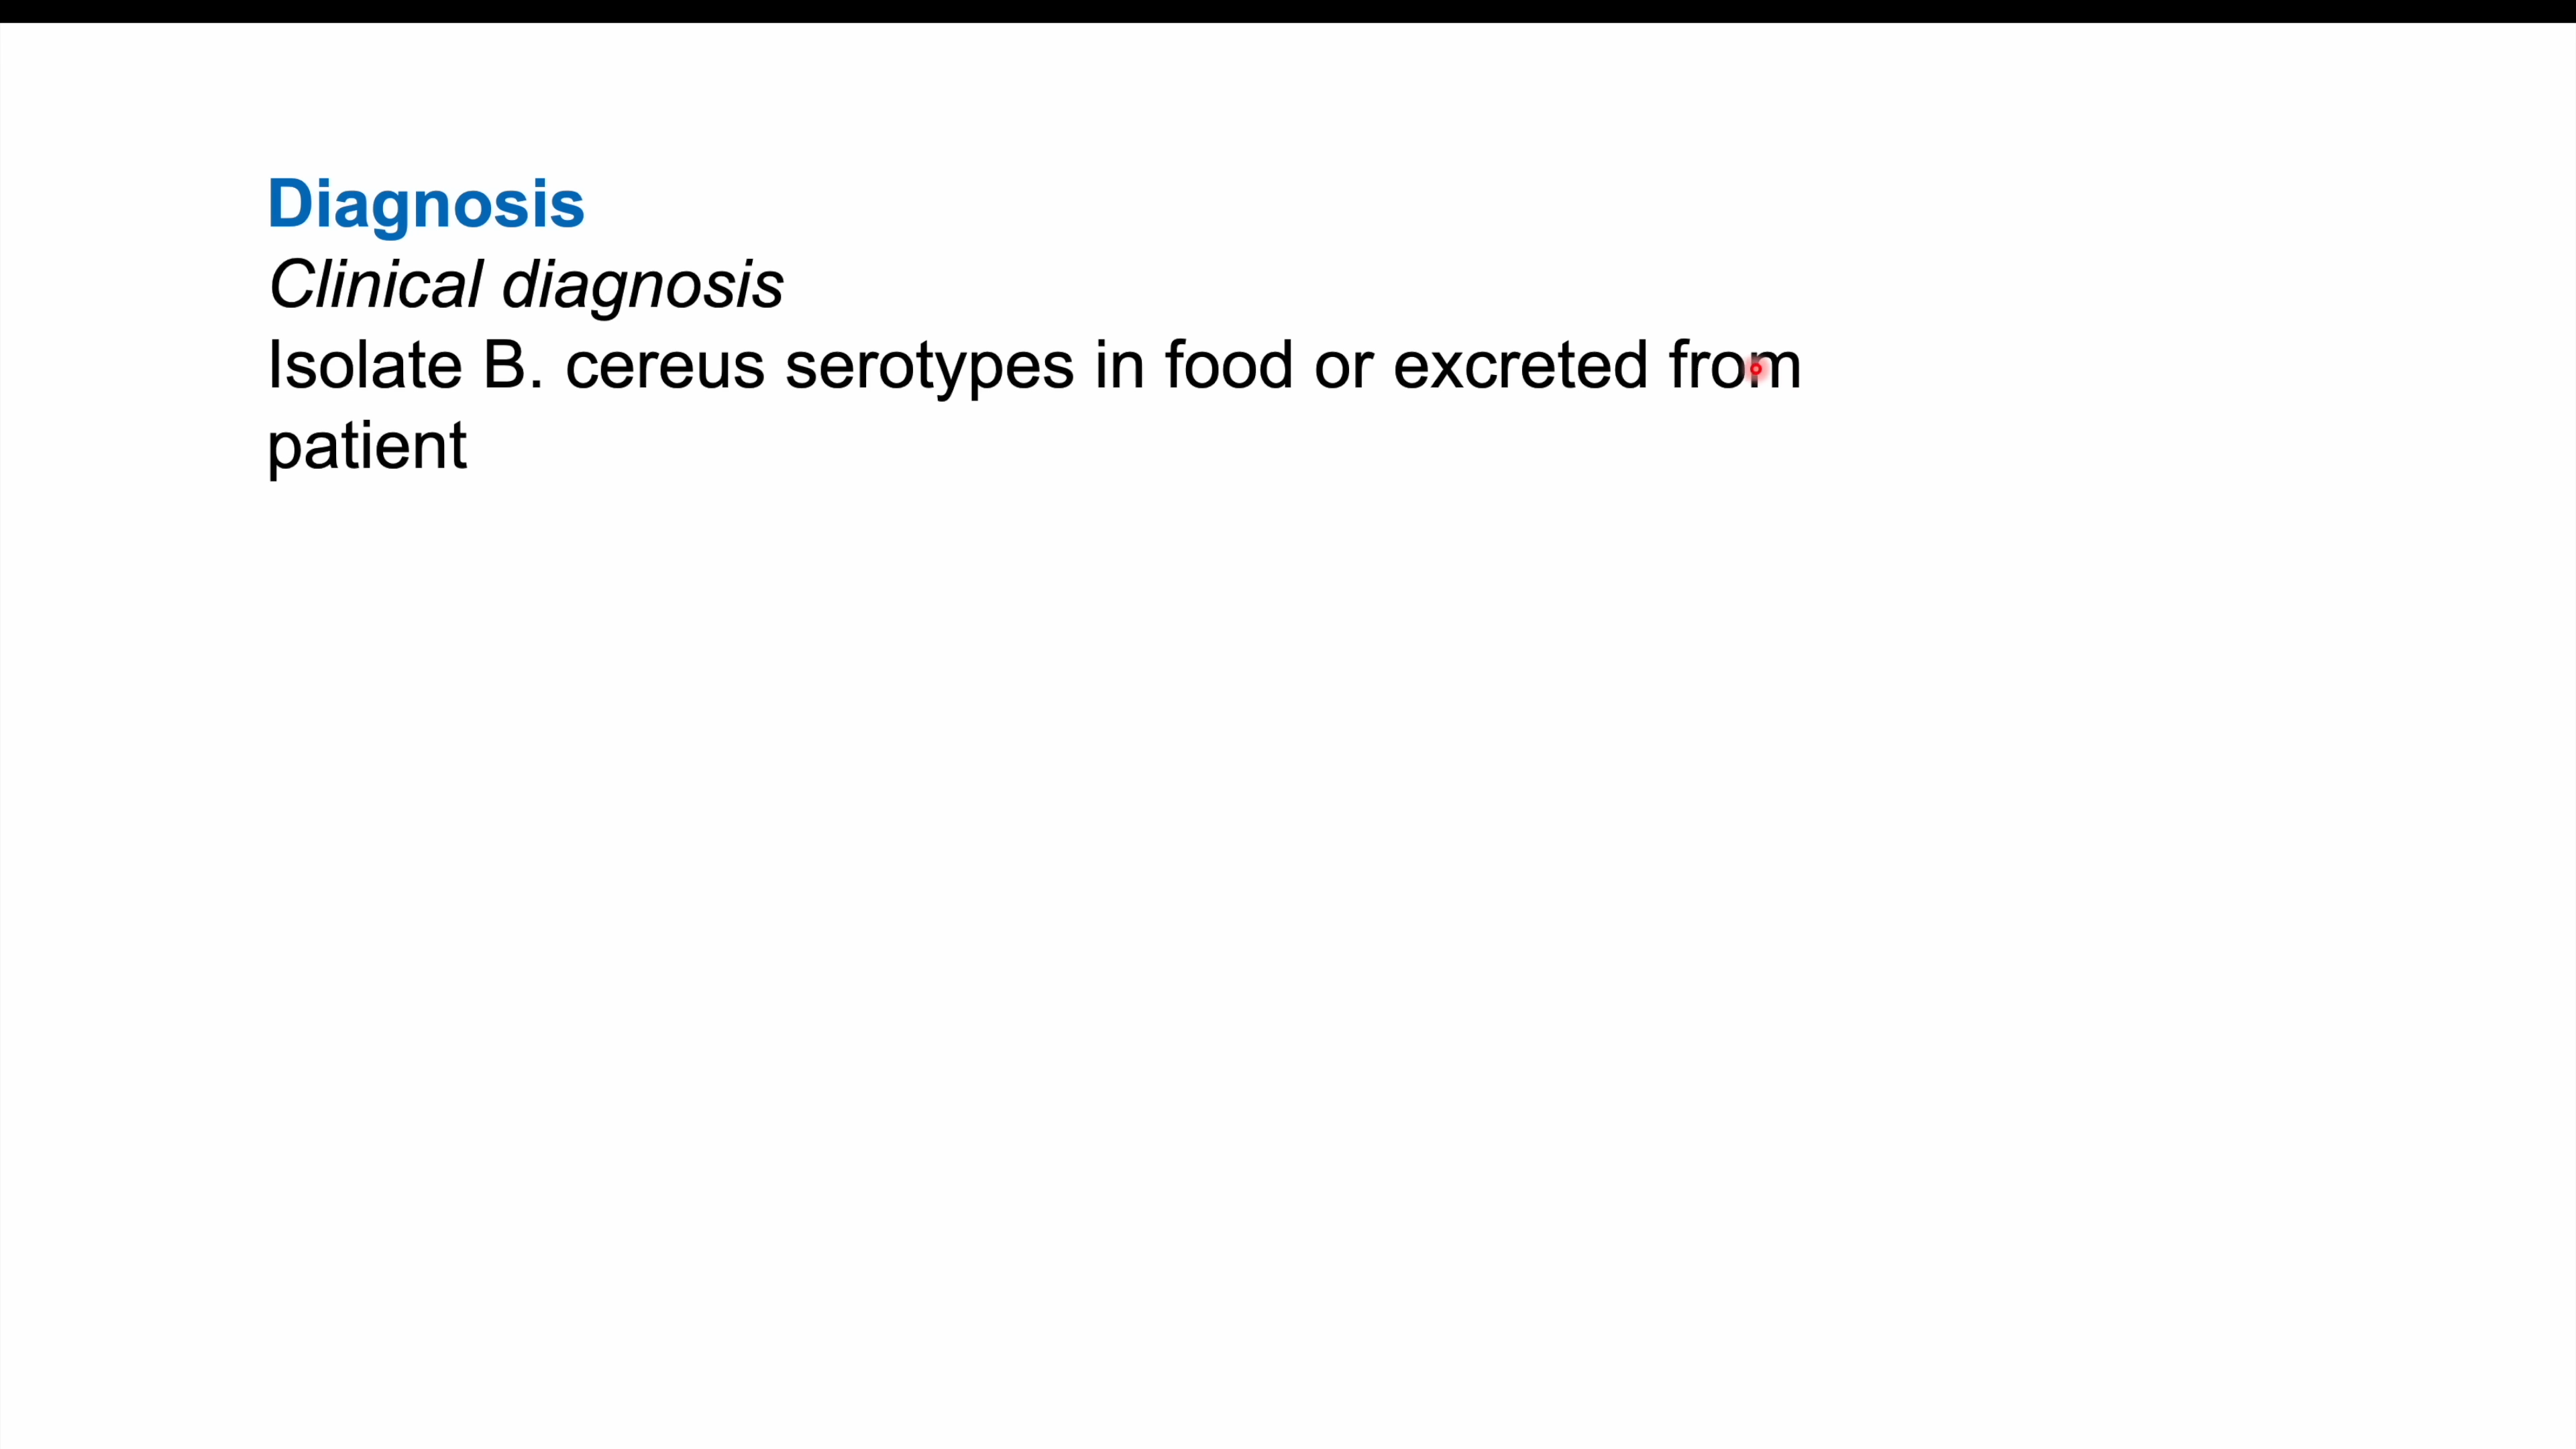 Diagnosis
Clinical diagnosis
Isolate B. cereus serotypes in food or excreted from
patient